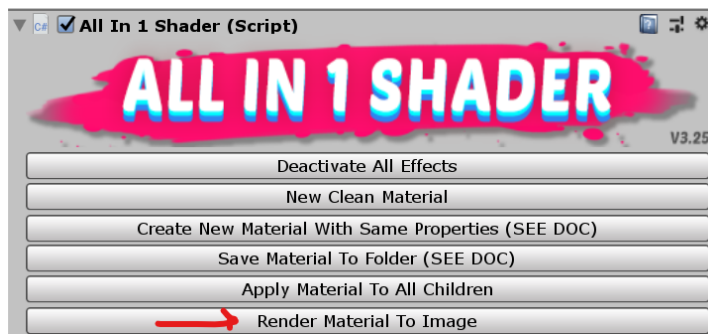 All In 1 Shader (Script)
ALL IN 1 SHADER
V3.25
Deactivate All Effects
New Clean Material
Create New Material With Same Properties (SEE DOC)
Save Material To Folder (SEE DOC)
Apply Material To All Children
Render Material To Image